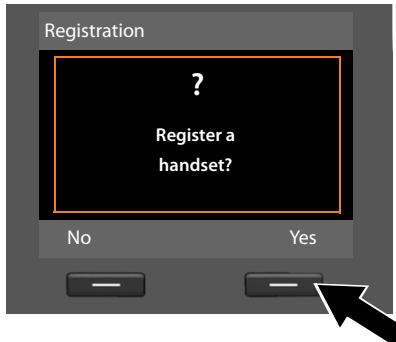 Registration
?
Register a
handset?
No Yes